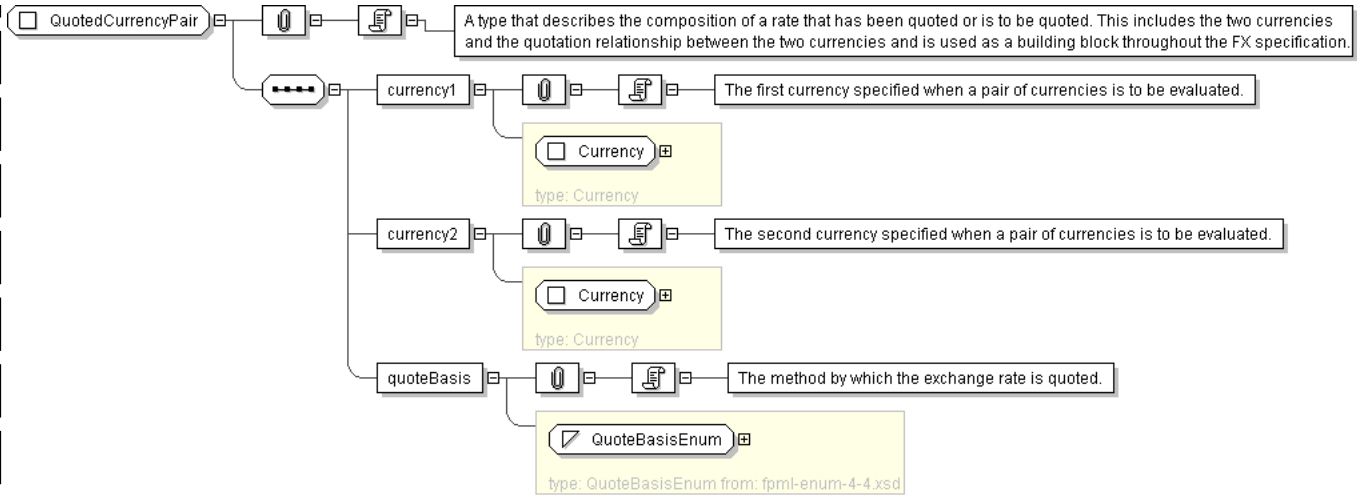 QuotedCurrencyPair
A type that describes the composition of a rate that has been quoted or is to be quoted. This includes the two currencies
and the quotation relationship between the two currencies and is used as a building block throughout the FX specification.
currency1
The first currency specified when a pair of currencies is to be evaluated.
Currency
type: Currency
currency2
The second currency specified when a pair of currencies is to be evaluated.
Currency
type: Currency
quoteBasis
The method by which the exchange rate is quoted.
QuoteBasisEnum
type: QuoteBasisEnum from: fpml-enum-4-4.xsd